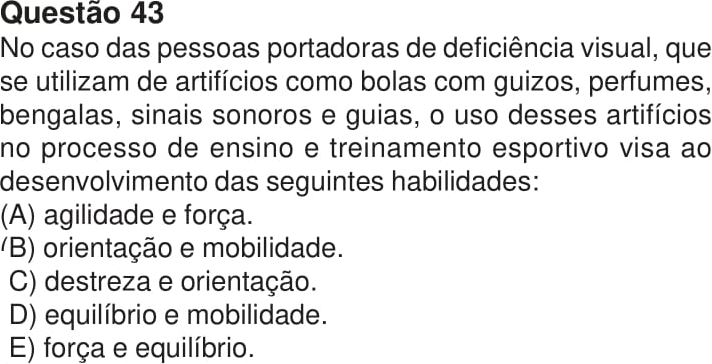 Questão 43
No caso das pessoas portadoras de deficiência visual, que
se utilizam de artifícios como bolas com guizos, perfumes,
bengalas, sinais sonoros e guias, o uso desses artifícios
no processo de ensino e treinamento esportivo visa ao
desenvolvimento das seguintes habilidades:
(A) agilidade e força.
(B) orientação e mobilidade.
C) destreza e orientação.
D) equilíbrio e mobilidade.
E) força e equilíbrio.